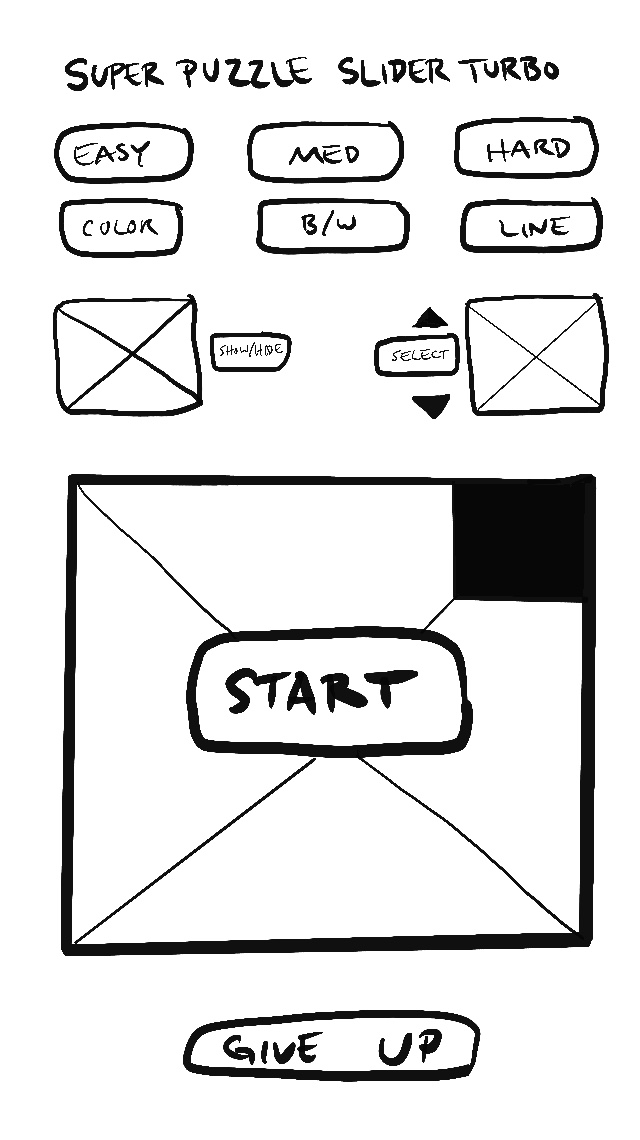 SUPER PUZZLE SLIDER TURBO
EASY MED HARD
COLOR B/W LINE
SHOW/HIDE SELECT
START
GIVE UP